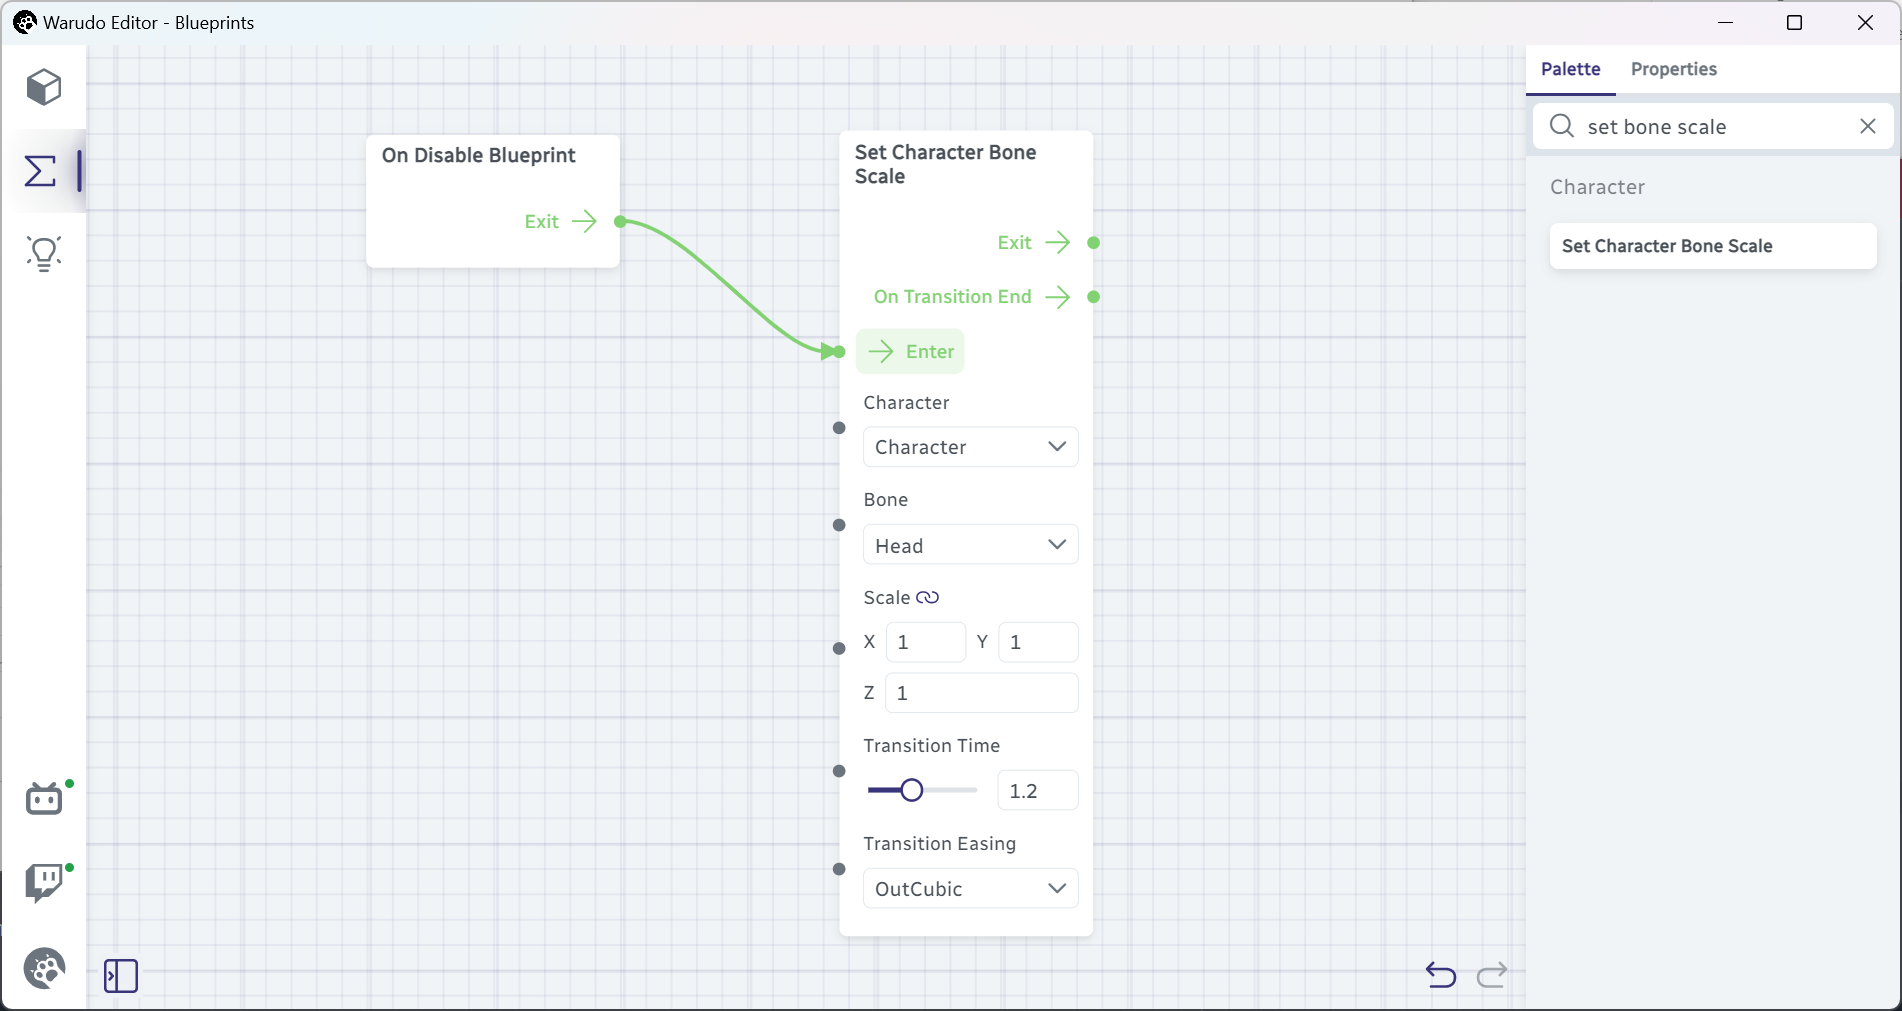 Warudo Editor - Blueprints
Palette
Properties
set bone scale
Character
Set Character Bone Scale
On Disable Blueprint
Exit
Set Character Bone
Scale
Exit
On Transition End
Enter
Character
Character
Bone
Head
Scale
X 1 Y 1
Z 1
Transition Time
1.2
Transition Easing
OutCubic